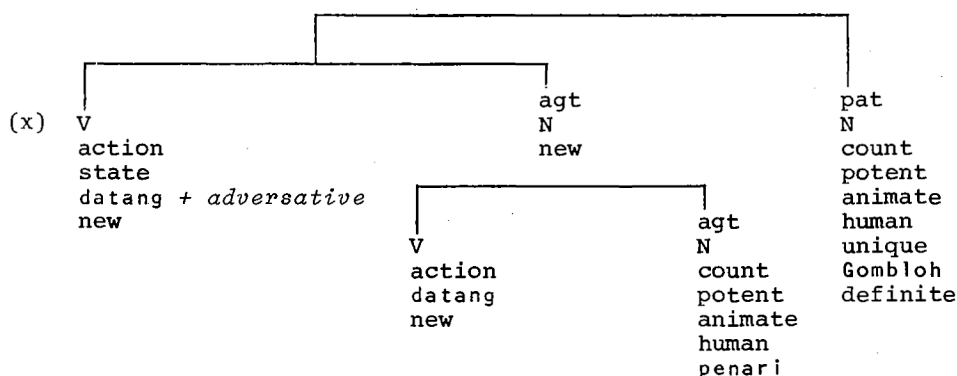 agt pat
(x) V N N
action new count
state potent
datang + adversative animate
new agt human
V N unique
action count Gombloh
datang potent definite
new animate
human
penari